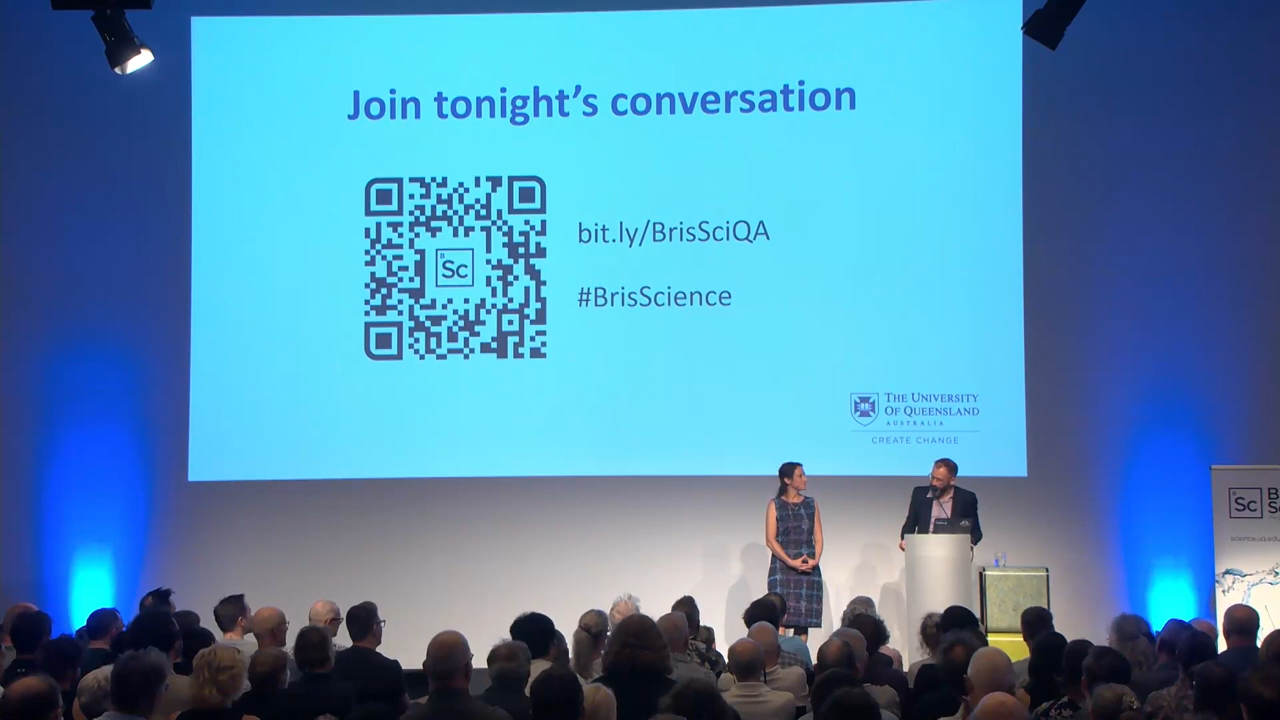 Join tonight's conversation
B
Sc
bit.ly/BrisSciQA
#BrisScience
THE UNIVERSITY
OF QUEENSLAND
AUSTRALIA
CREATE CHANGE
B
Sc